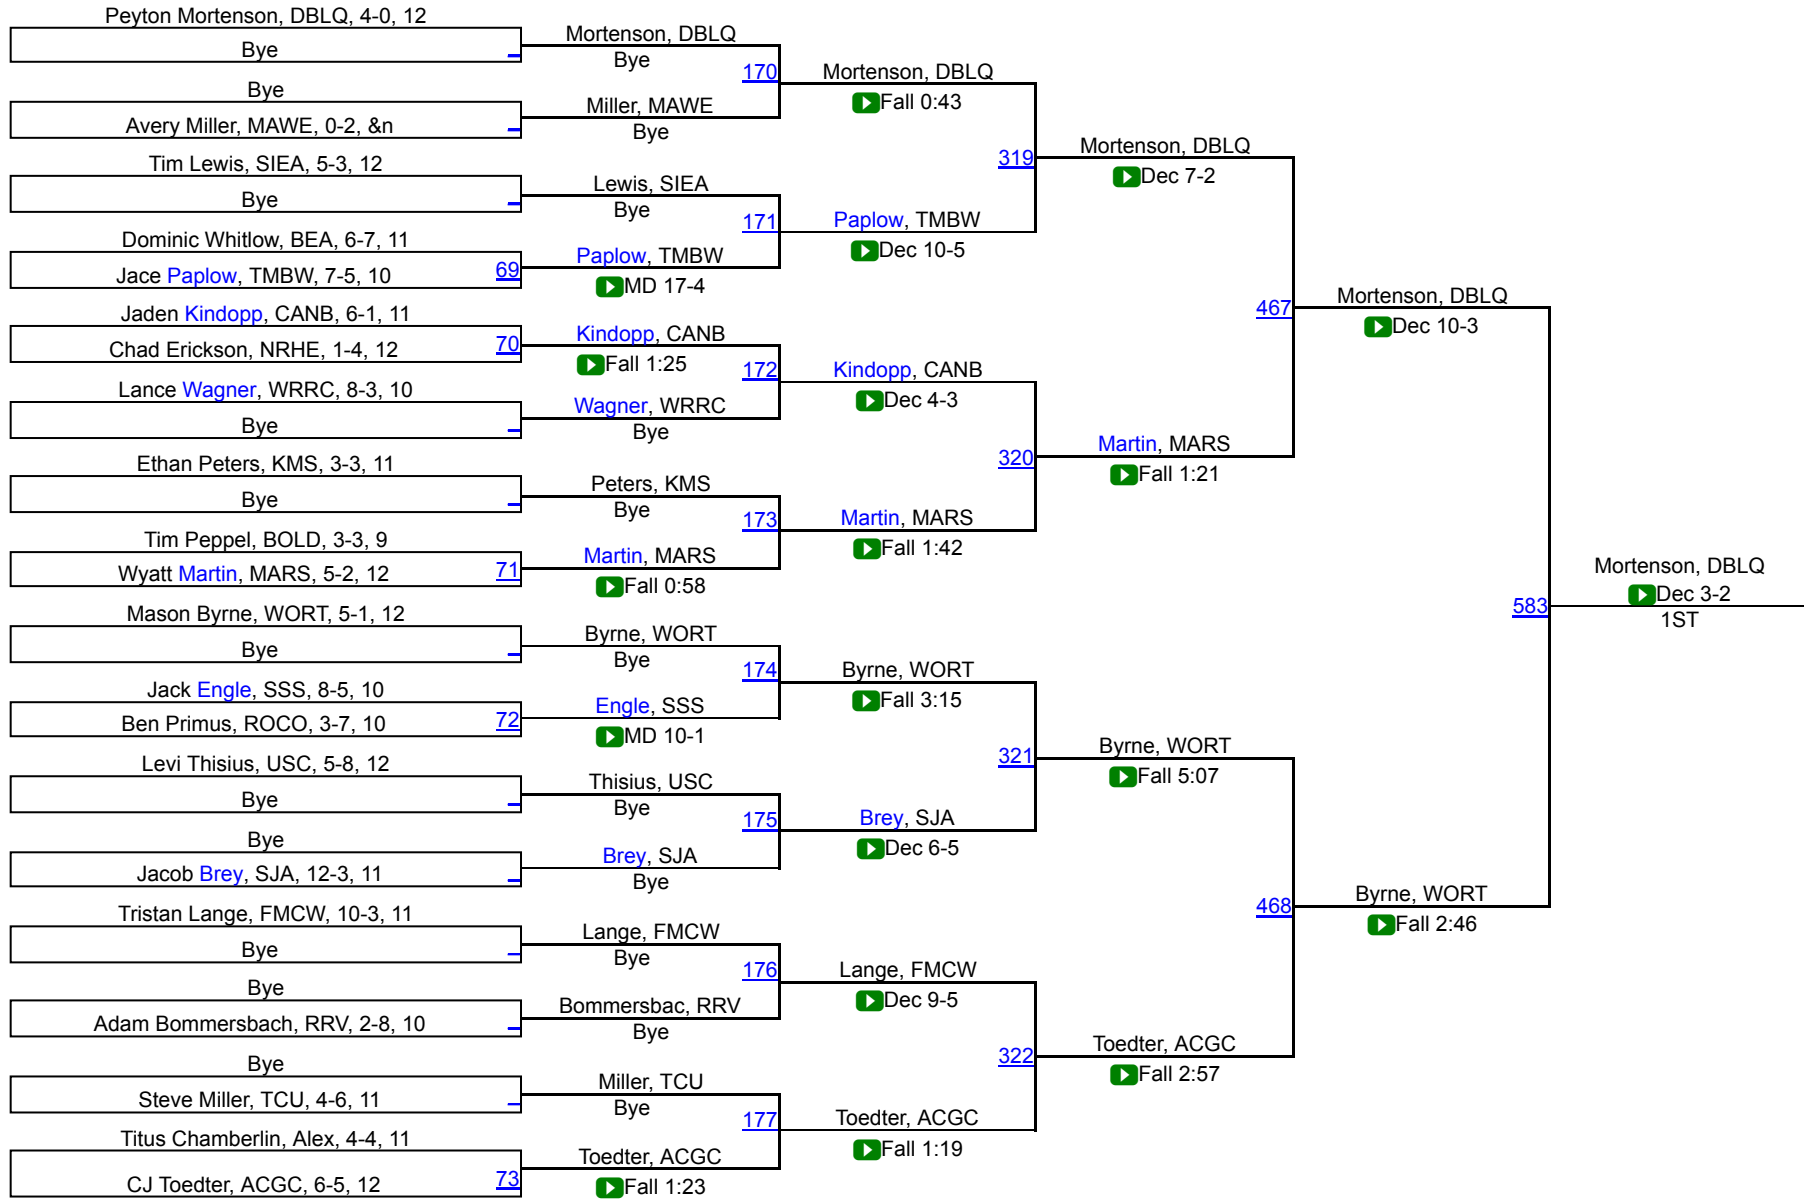 Peyton Mortenson, DBLQ, 4-0, 12
Bye
Bye
Avery Miller, MAWE, 0-2, &n
Tim Lewis, SIEA, 5-3, 12
Bye
Dominic Whitlow, BEA, 6-7, 11
Jace Paplow, TMBW, 7-5, 10
69
Jaden Kindopp, CANB, 6-1, 11
Chad Erickson, NRHE, 1-4, 12
70
Lance Wagner, WRRC, 8-3, 10
Bye
Ethan Peters, KMS, 3-3, 11
Bye
Tim Peppel, BOLD, 3-3, 9
Wyatt Martin, MARS, 5-2, 12
71
Mason Byrne, WORT, 5-1, 12
Bye
Jack Engle, SSS, 8-5, 10
Ben Primus, ROCO, 3-7, 10
72
Levi Thisius, USC, 5-8, 12
Bye
Bye
Jacob Brey, SJA, 12-3, 11
Tristan Lange, FMCW, 10-3, 11
Bye
Bye
Adam Bommersbach, RRV, 2-8, 10
Bye
Steve Miller, TCU, 4-6, 11
Titus Chamberlin, Alex, 4-4, 11
CJ Toedter, ACGC, 6-5, 12
73
Mortenson, DBLQ
Bye
170
Miller, MAWE
Bye
Lewis, SIEA
Bye
171
Paplow, TMBW
MD 17-4
Kindopp, CANB
Fall 1:25
172
Wagner, WRRC
Bye
Peters, KMS
Bye
173
Martin, MARS
Fall 0:58
Byrne, WORT
Bye
174
Engle, SSS
MD 10-1
Thisius, USC
Bye
175
Brey, SJA
Bye
Lange, FMCW
Bye
176
Bommersbac, RRV
Bye
Miller, TCU
Bye
177
Toedter, ACGC
Fall 1:23
Mortenson, DBLQ
Fall 0:43
319
Paplow, TMBW
Dec 10-5
Kindopp, CANB
Dec 4-3
320
Martin, MARS
Fall 1:42
Byrne, WORT
Fall 3:15
321
Brey, SJA
Dec 6-5
Lange, FMCW
Dec 9-5
322
Toedter, ACGC
Fall 1:19
Mortenson, DBLQ
Dec 7-2
467
Martin, MARS
Fall 1:21
Byrne, WORT
Fall 5:07
468
Toedter, ACGC
Fall 2:57
Mortenson, DBLQ
Dec 10-3
583
Byrne, WORT
Fall 2:46
Mortenson, DBLQ
Dec 3-2
1ST